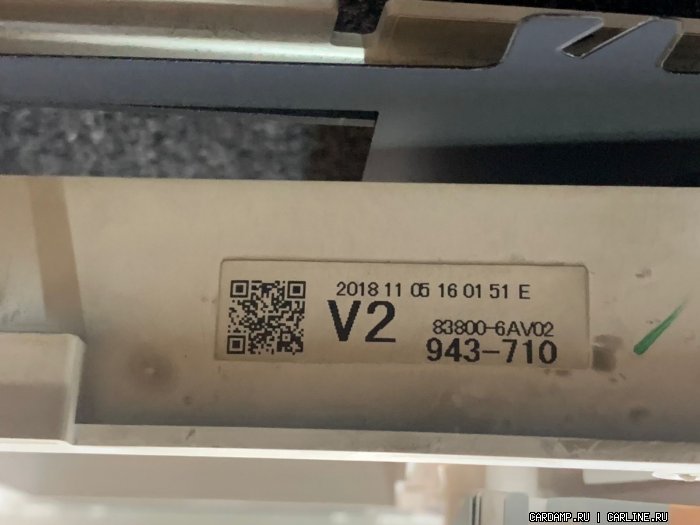 2018 11 05 16 01 51 E
V2
83800-6AV02
943-710
CARDAMP.RU | CARLINE.RU